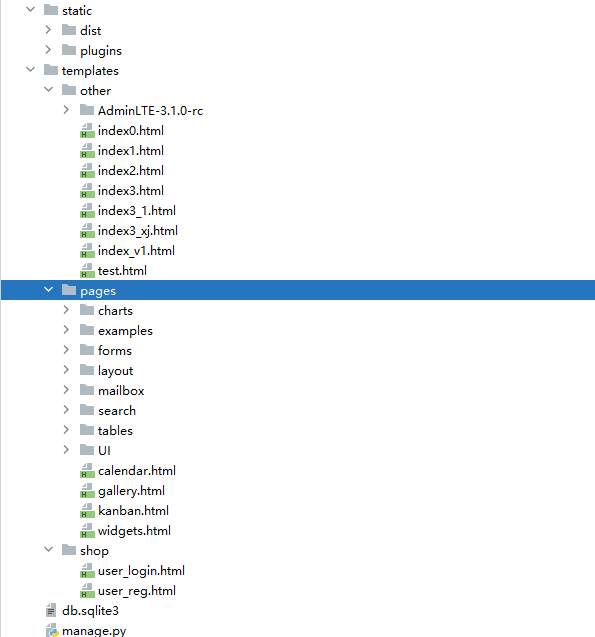 static
dist
plugins
templates
other
AdminLTE-3.1.0-rc
index0.html
index1.html
index2.html
index3.html
index3_1.html
index3_xj.html
index_v1.html
test.html
pages
charts
examples
forms
layout
mailbox
search
tables
UI
calendar.html
gallery.html
kanban.html
widgets.html
shop
user_login.html
user_reg.html
db.sqlite3
manage.py